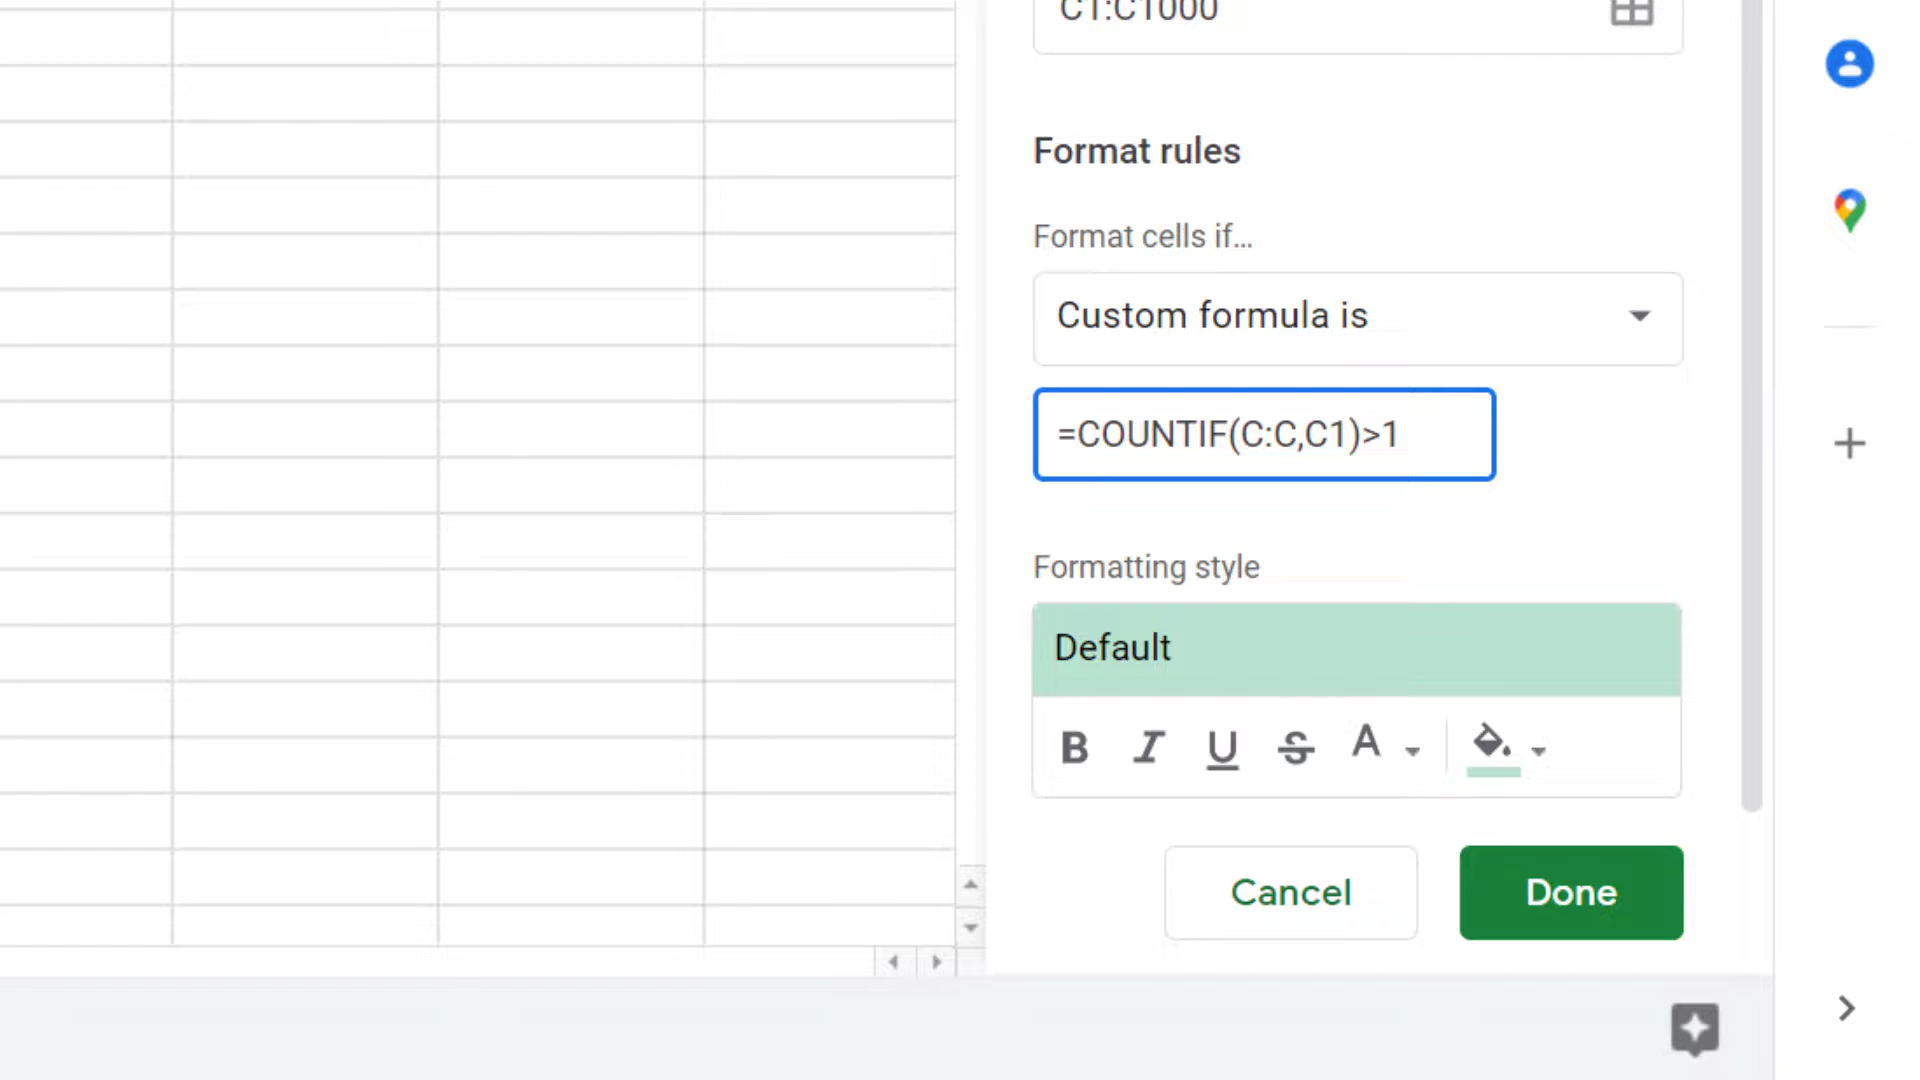 C1:C1000
Format rules
Format cells if…
Custom formula is
=COUNTIF(C:C,C1)>1
Formatting style
Default
B I U S A
Cancel Done